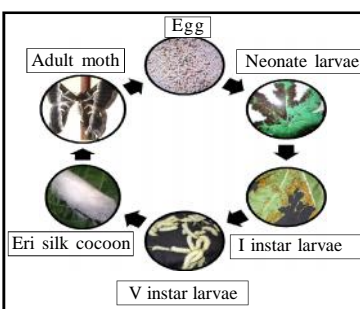 Egg
Adult moth
Neonate larvae
Eri silk cocoon
I instar larvae
V instar larvae